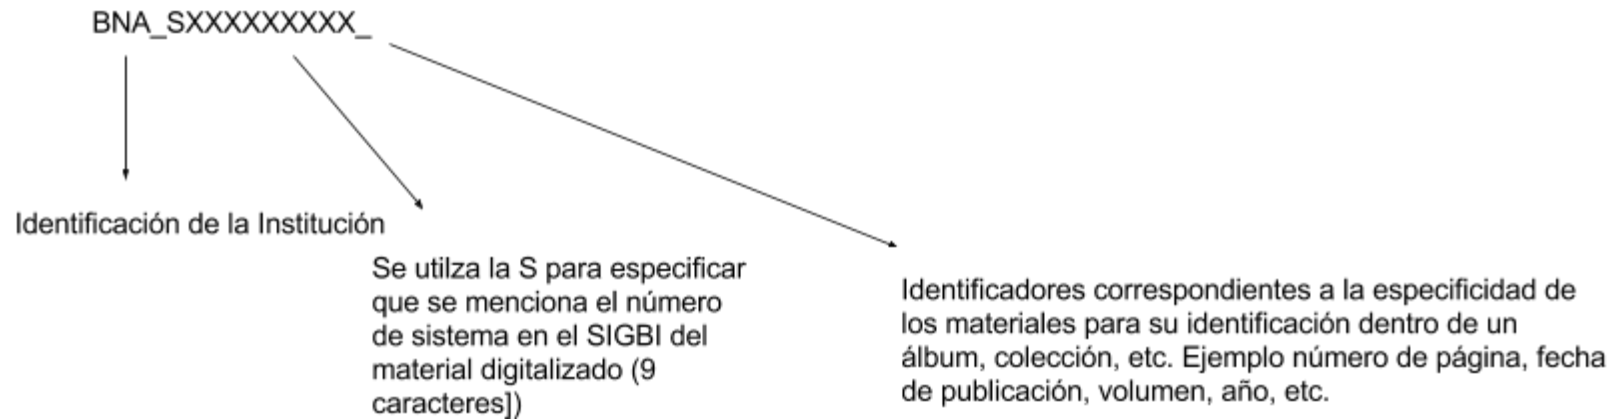 BNA_SXXXXXXXXX_
Identificación de la Institución
Se utilza la S para especificar
que se menciona el número
de sistema en el SIGBI del
material digitalizado (9
caracteres])
Identificadores correspondientes a la especificidad de
los materiales para su identificación dentro de un
álbum, colección, etc. Ejemplo número de página, fecha
de publicación, volumen, año, etc.